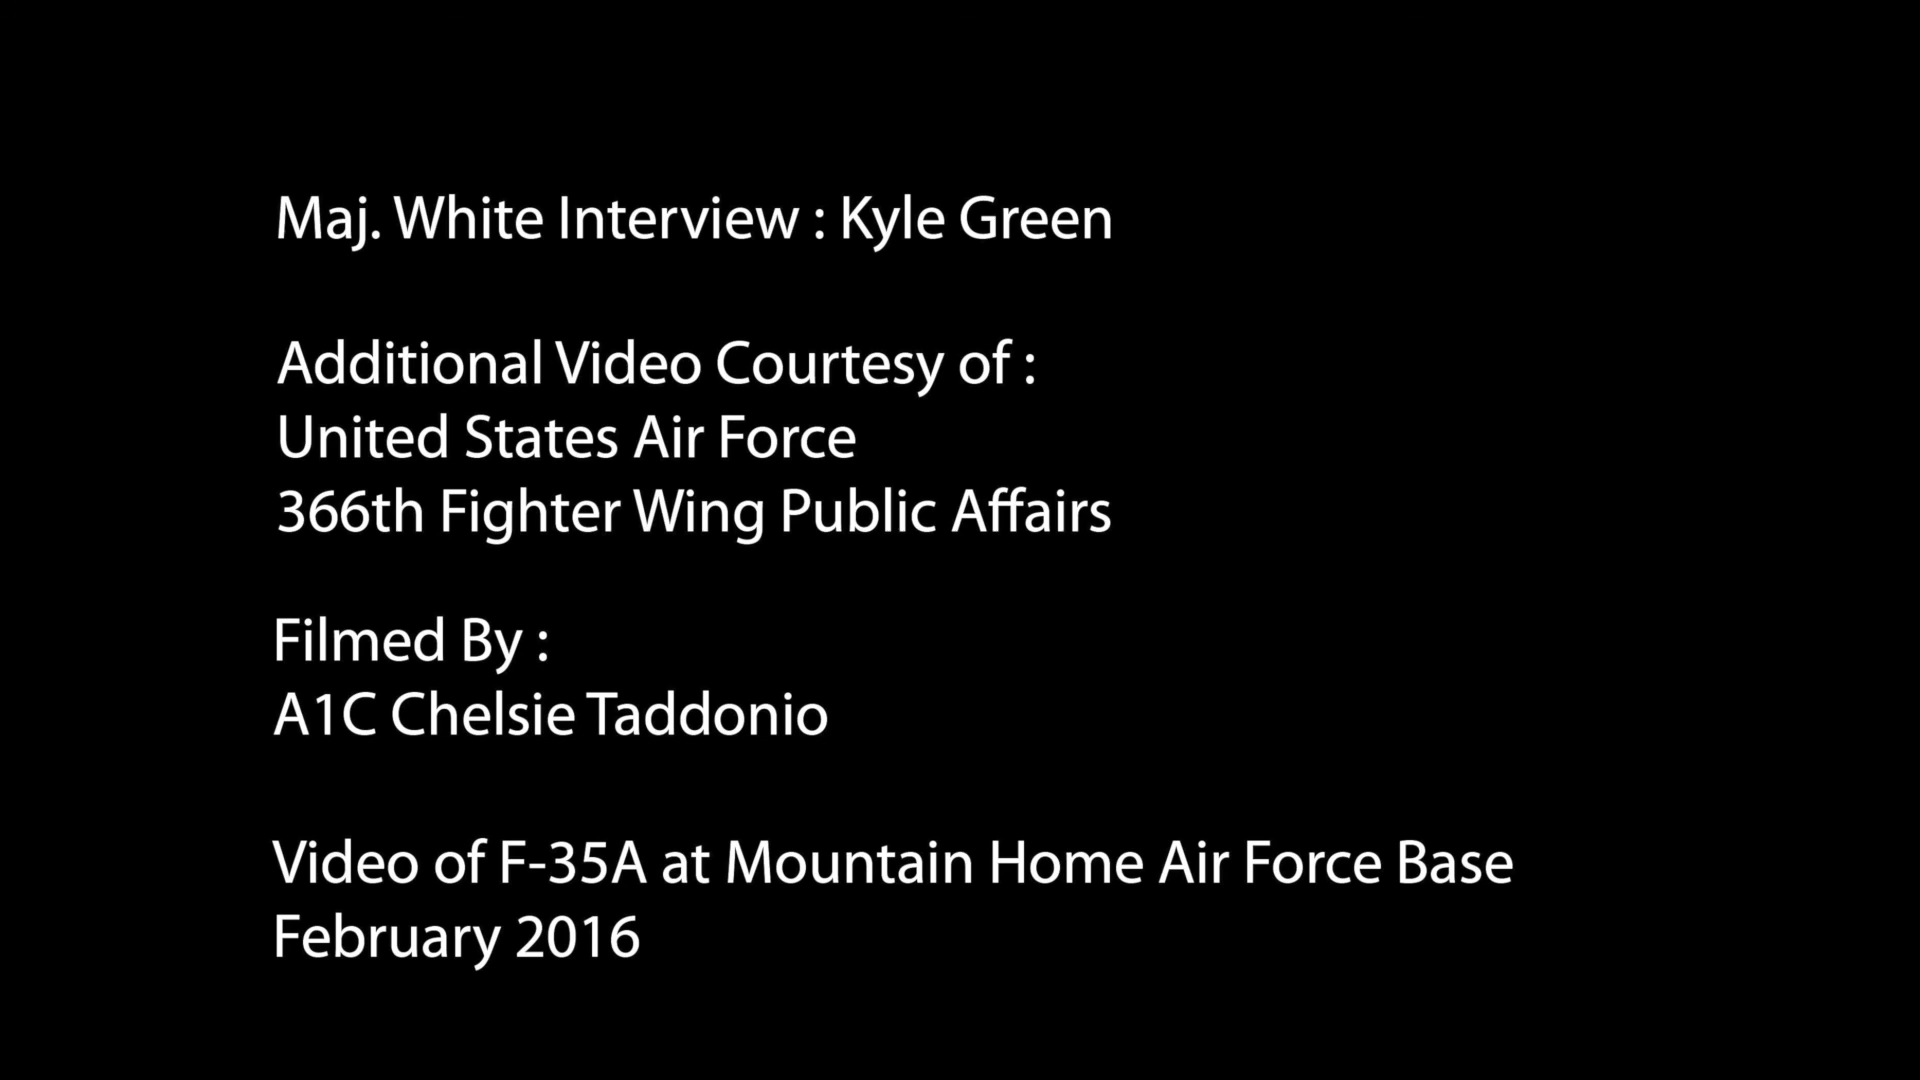 Maj. White Interview : Kyle Green
Additional Video Courtesy of :
United States Air Force
366th Fighter Wing Public Affairs
Filmed By :
A1C Chelsie Taddonio
Video of F-35A at Mountain Home Air Force Base
February 2016